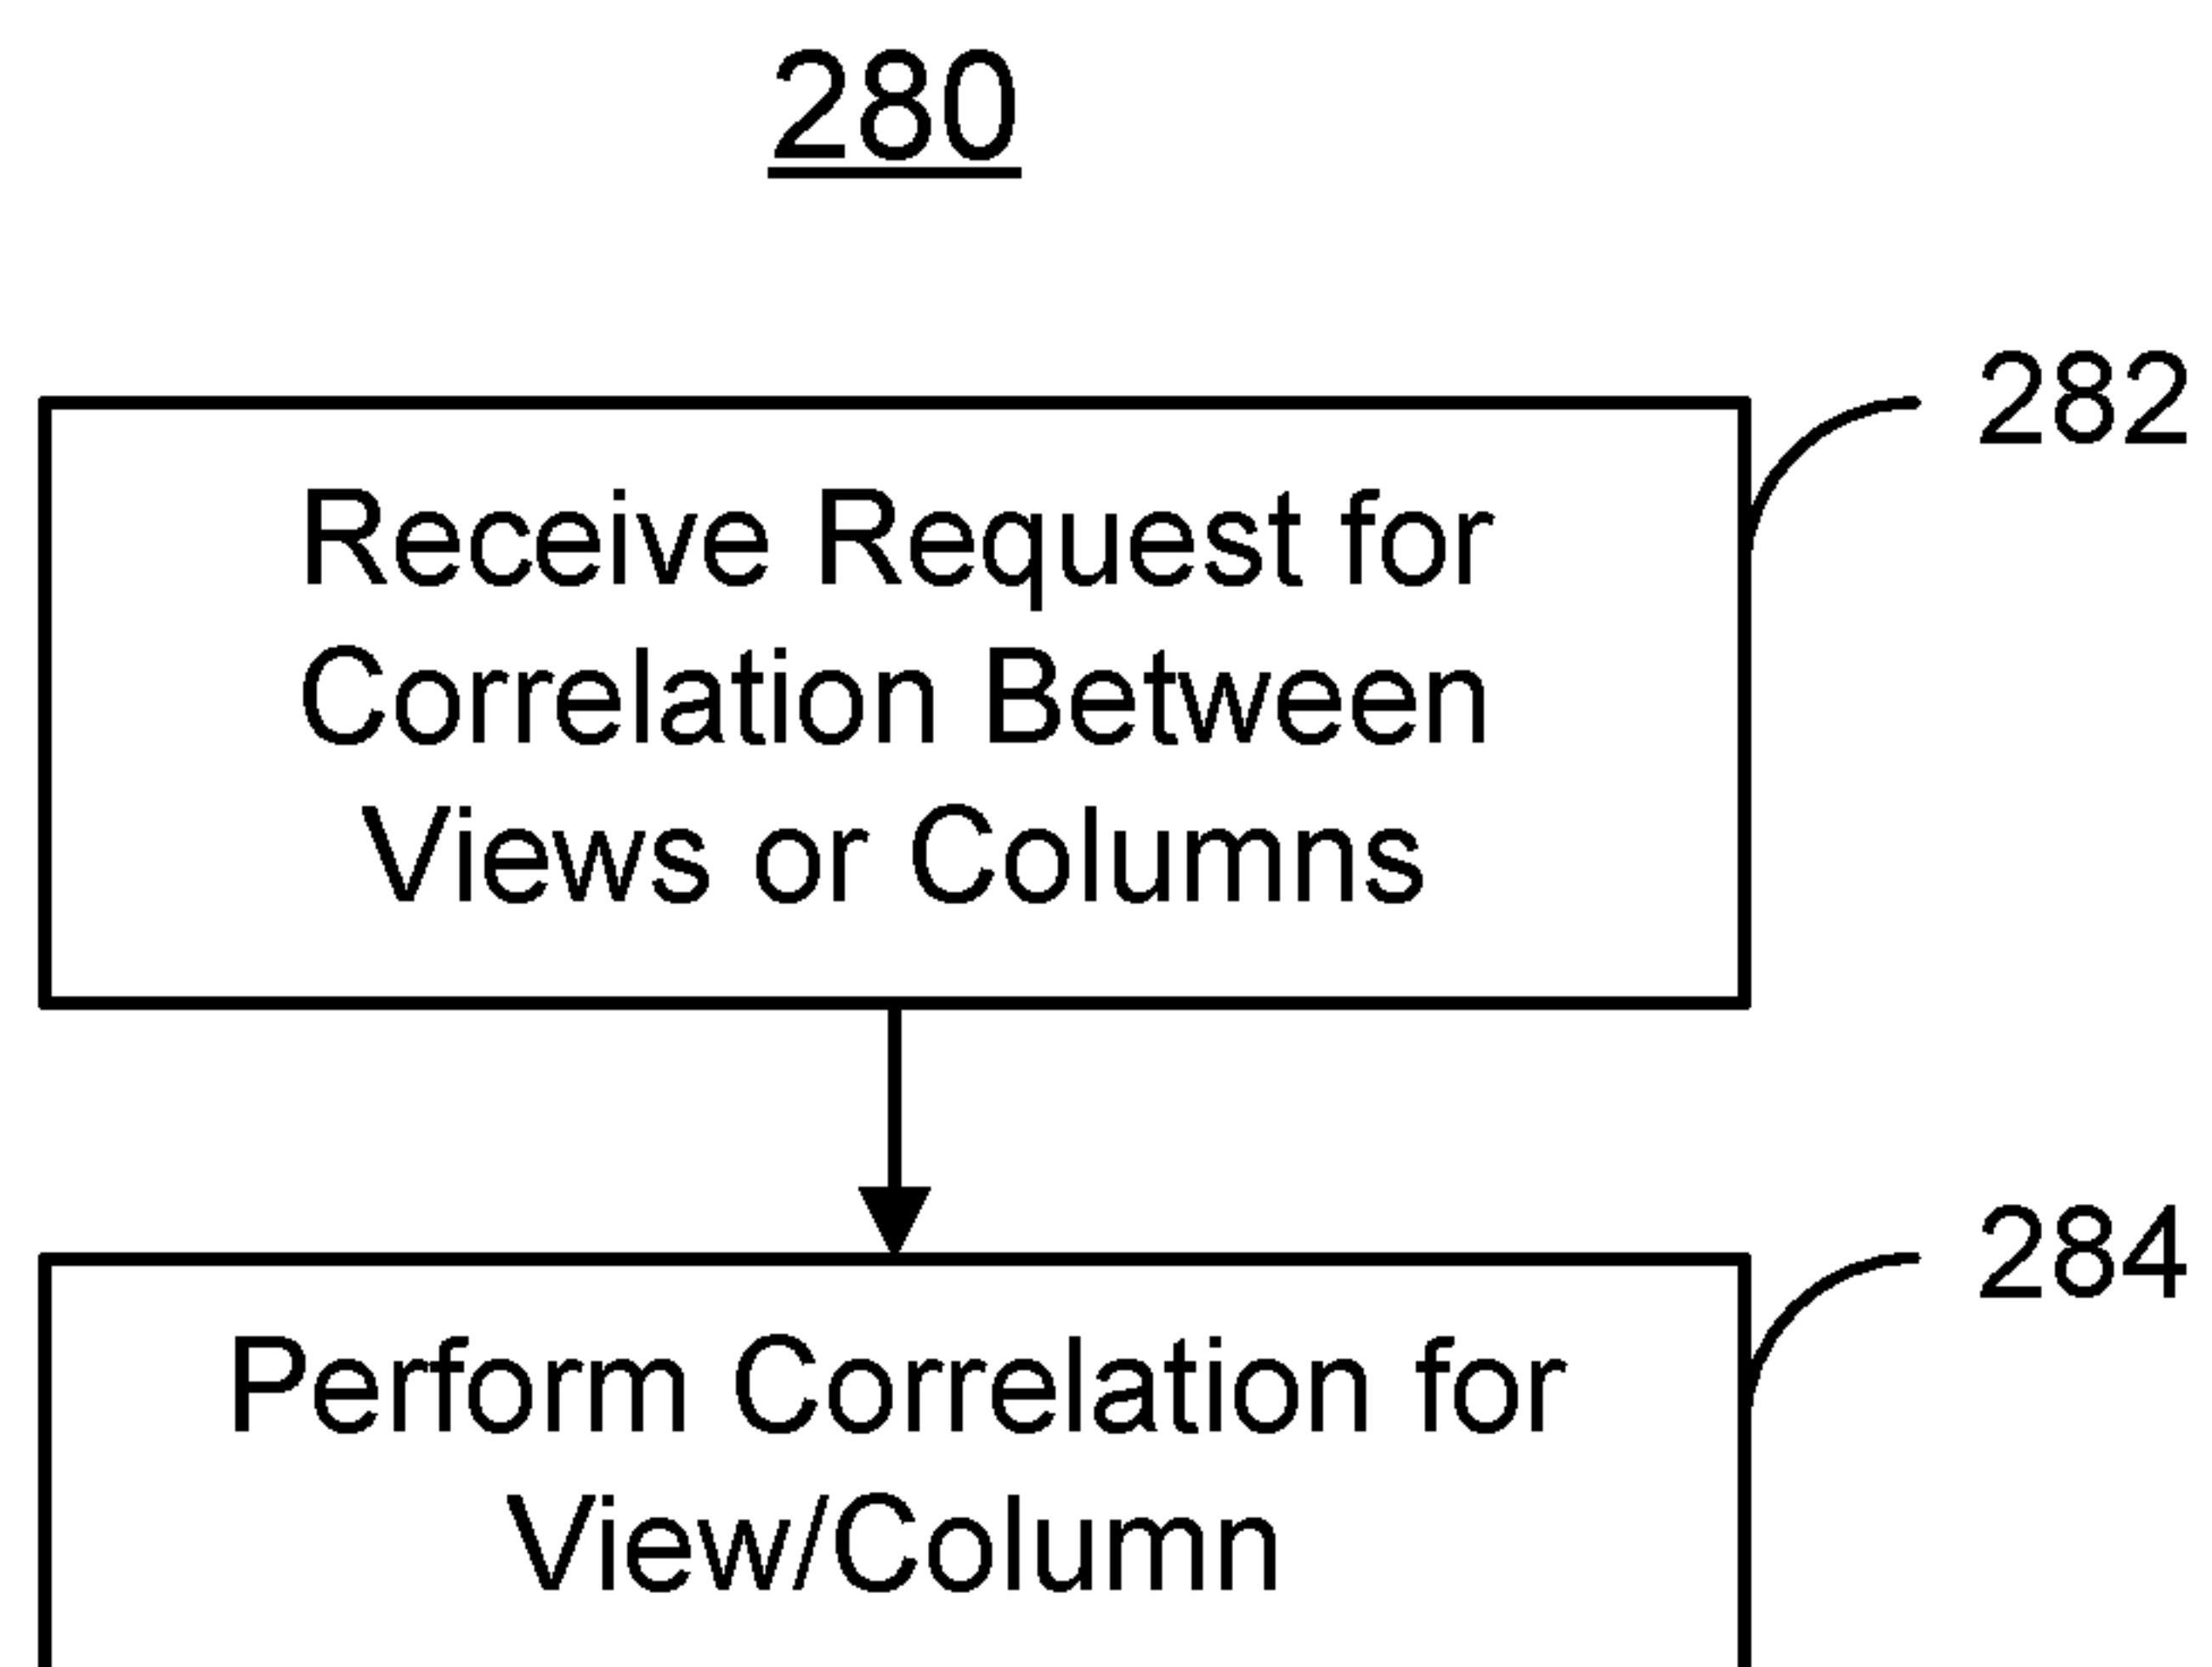 280
282
Receive Request for
Correlation Between
Views or Columns
284
Perform Correlation for
View/Column